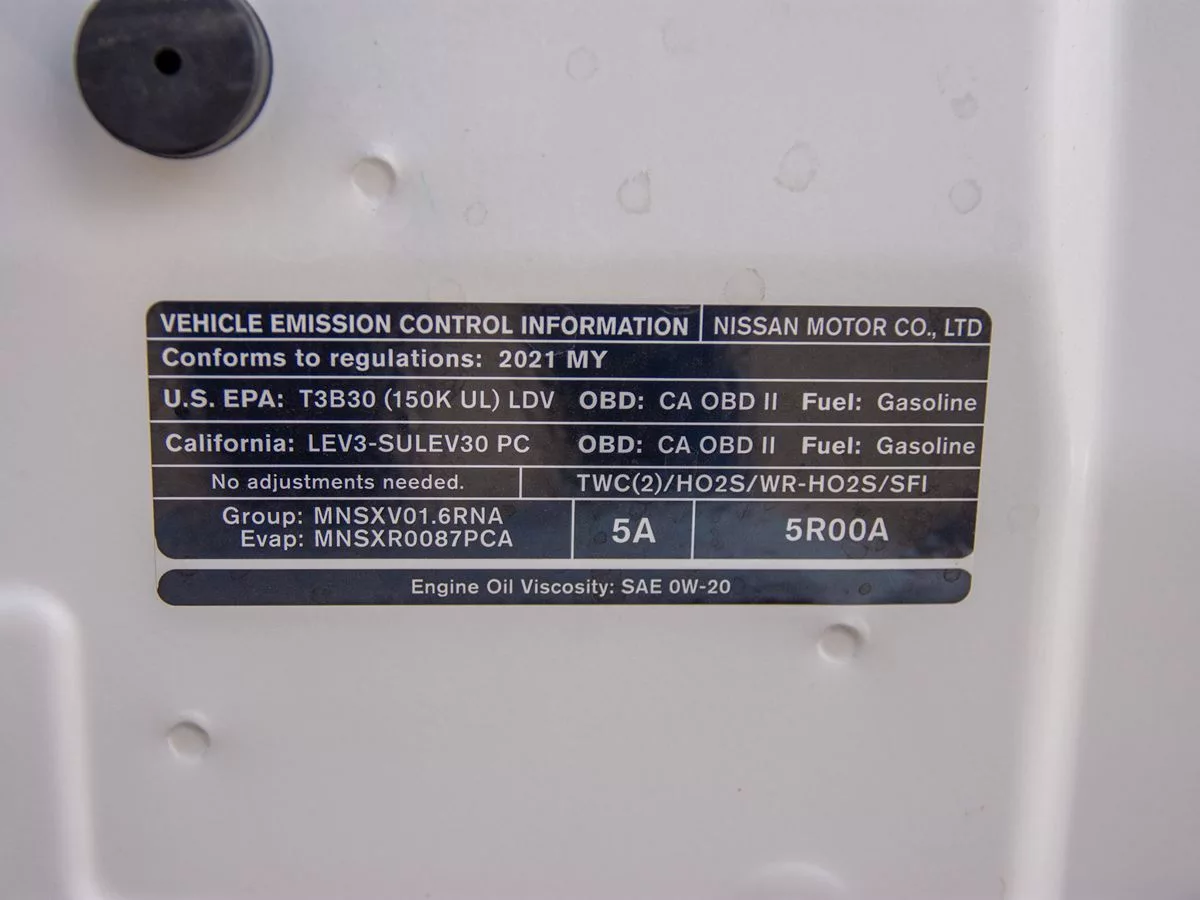 VEHICLE EMISSION CONTROL INFORMATION NISSAN MOTOR CO., LTD
Conforms to regulations: 2021 MY
U.S. EPA: T3B30 (150K UL) LDV OBD: CA OBD II Fuel: Gasoline
California: LEV3-SULEV30 PC OBD: CA OBD II Fuel: Gasoline
No adjustments needed. TWC(2)/HO2S/WR-HO2S/SFI
Group: MNSXV01.6RNA
Evap: MNSXR0087PCA
5A
5R00A
Engine Oil Viscosity: SAE 0W-20